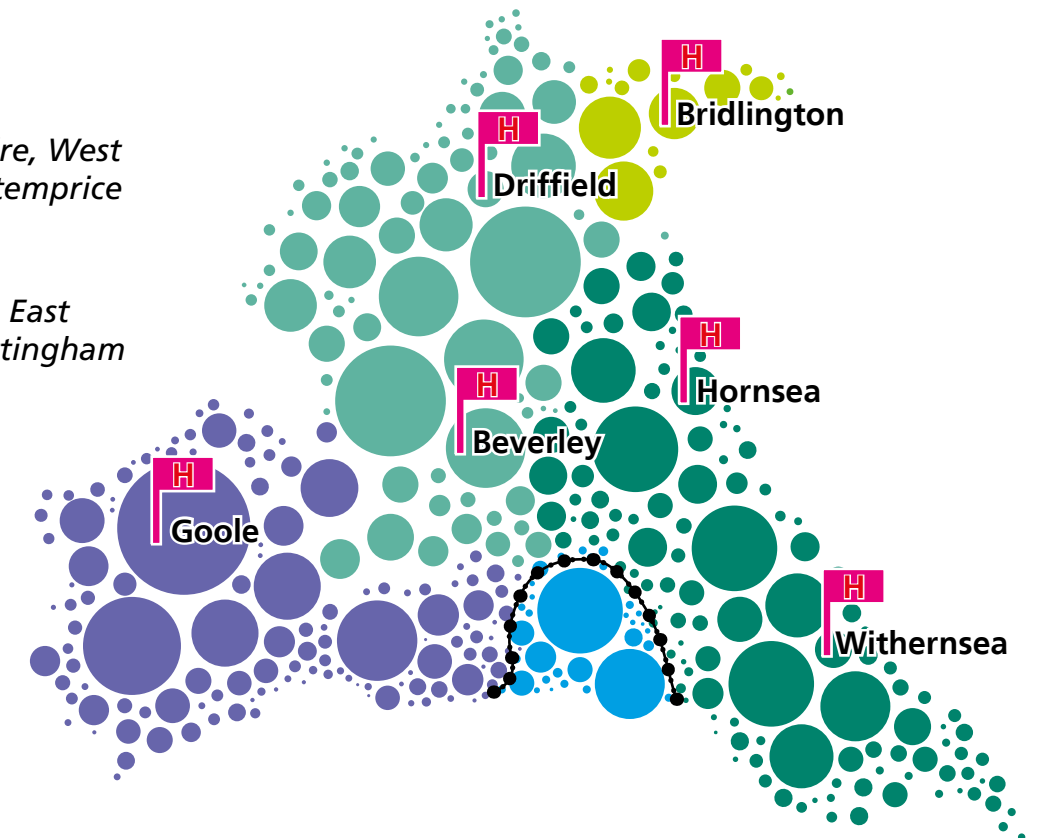 H
Bridlington
H
re, West
Driffield
temprice
East
H
tingham
H
Hornsea
H
Beverley
H
Goole
H
Withernsea